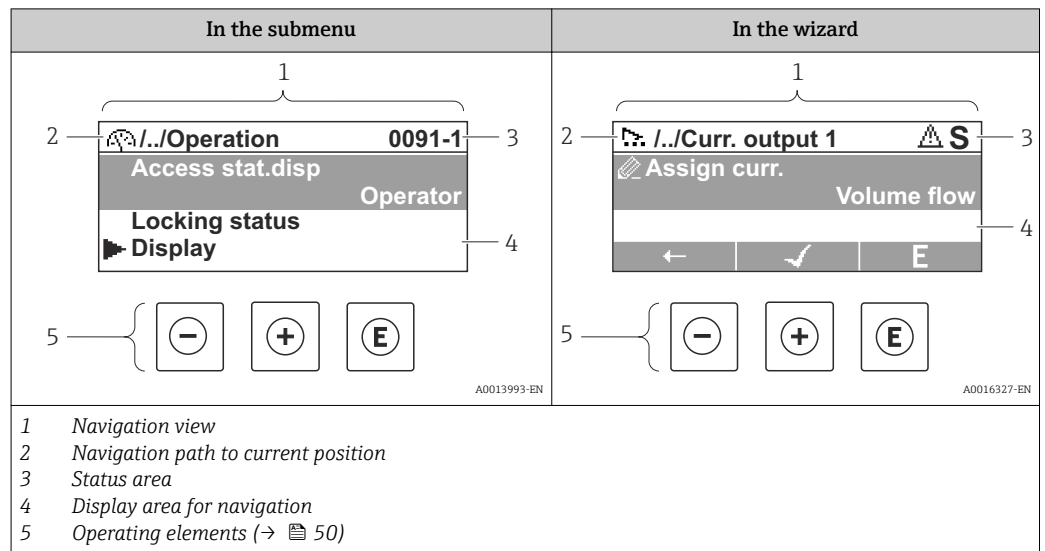 In the submenu
In the wizard
1
2
/../Operation 0091-1
3
Access stat.disp
Operator
Locking status
Display
4
5
- + E
A0013993-EN
1
2
/../Curr. output 1 S
3
Assign curr.
Volume flow
4
← ✓ E
5
- + E
A0016327-EN
1 Navigation view
2 Navigation path to current position
3 Status area
4 Display area for navigation
5 Operating elements (→ 50)